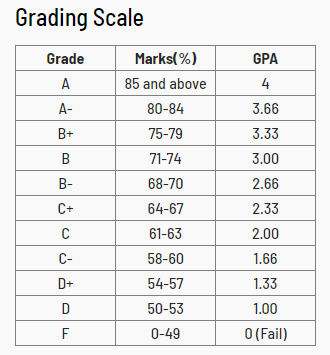 Grading Scale
Grade Marks(%) GPA
A 85 and above 4
A- 80-84 3.66
B+ 75-79 3.33
B 71-74 3.00
B- 68-70 2.66
C+ 64-67 2.33
C 61-63 2.00
C- 58-60 1.66
D+ 54-57 1.33
D 50-53 1.00
F 0-49 0 (Fail)